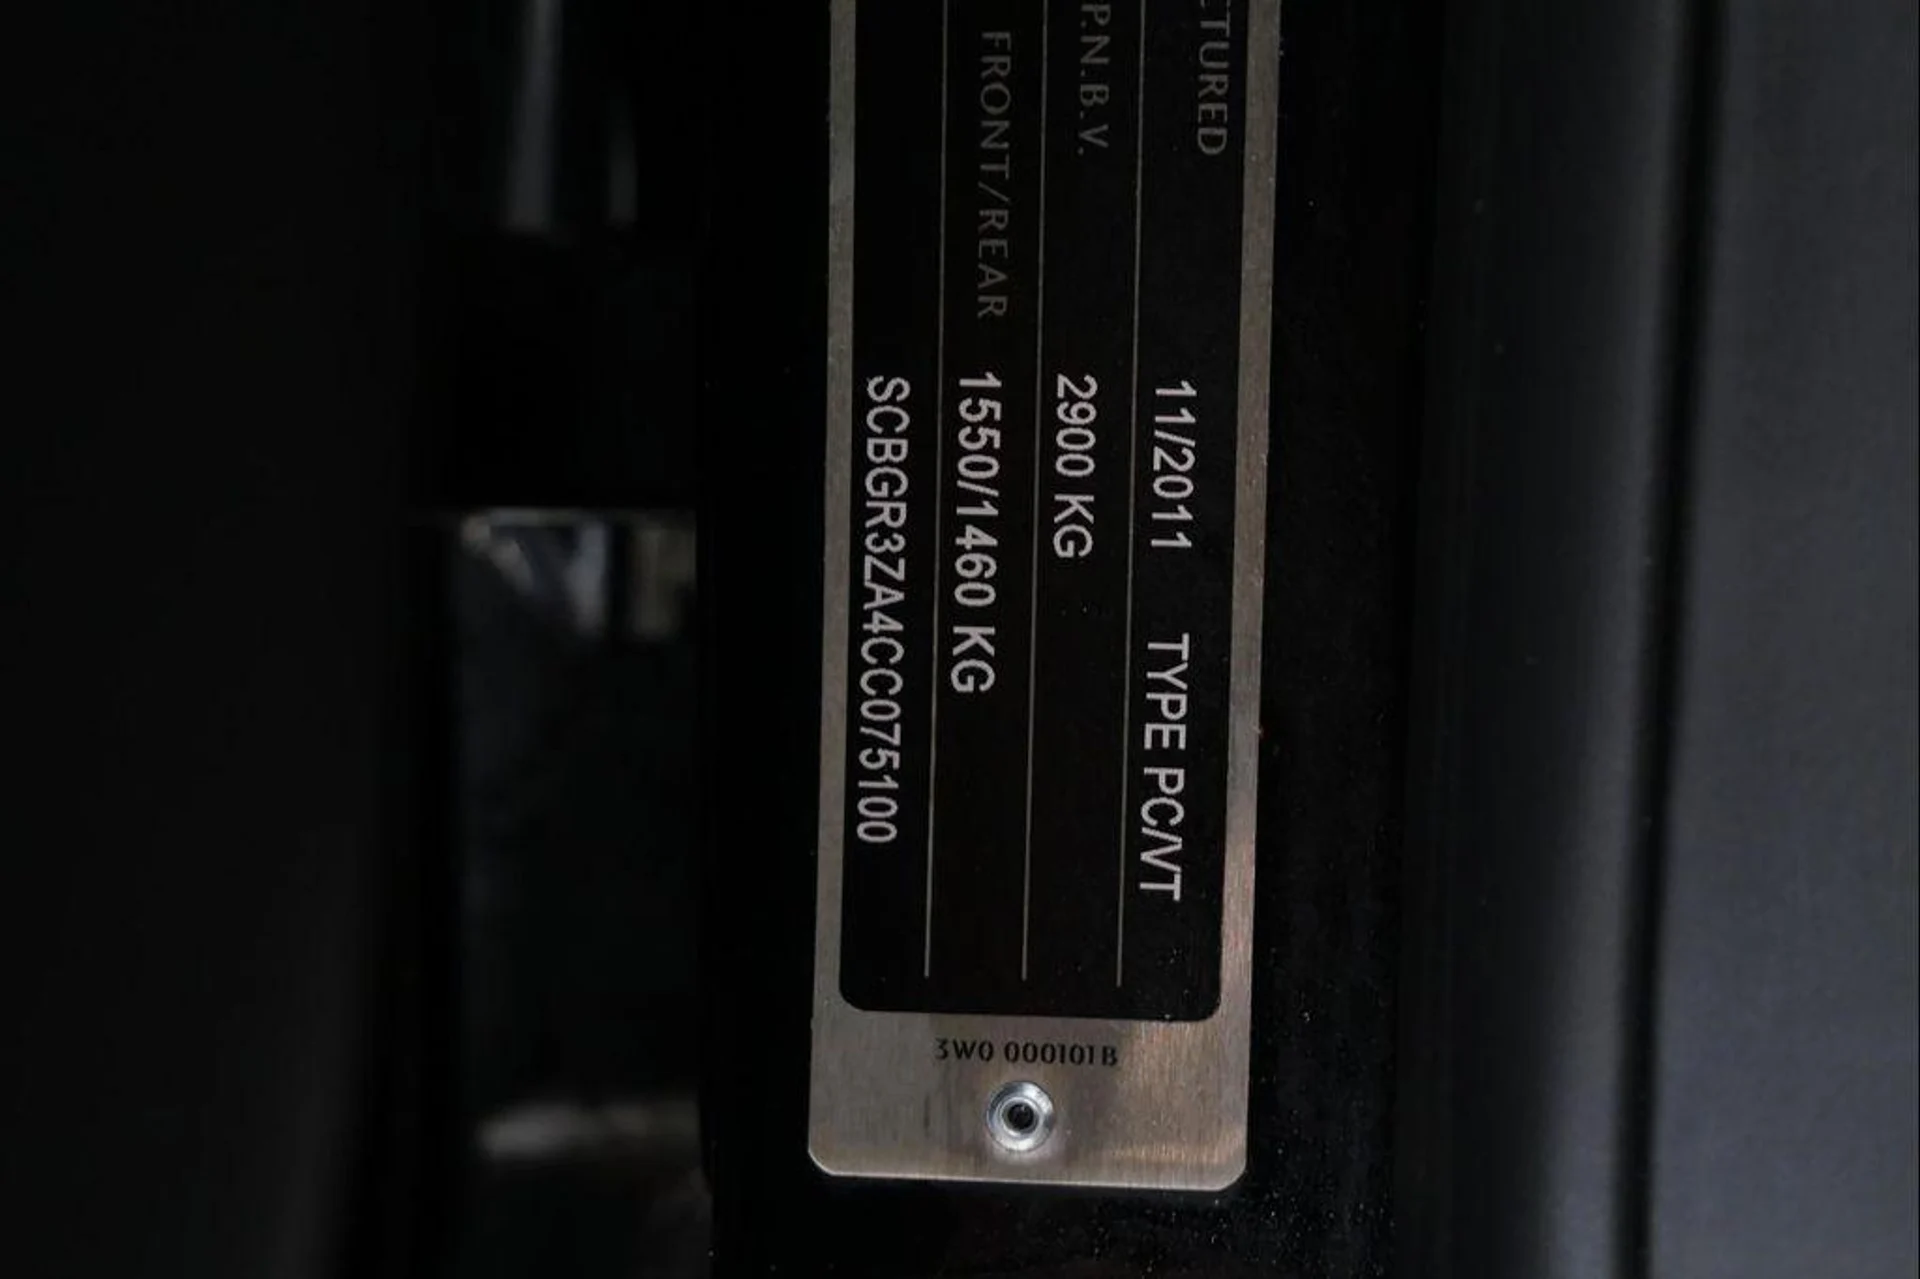 CTURED 11/2011 TYPE PC/VT
P.N.B.V. 2900 KG
FRONT/REAR 1550/1460 KG
SCBGR3ZA4CC075100
3W0 000101B